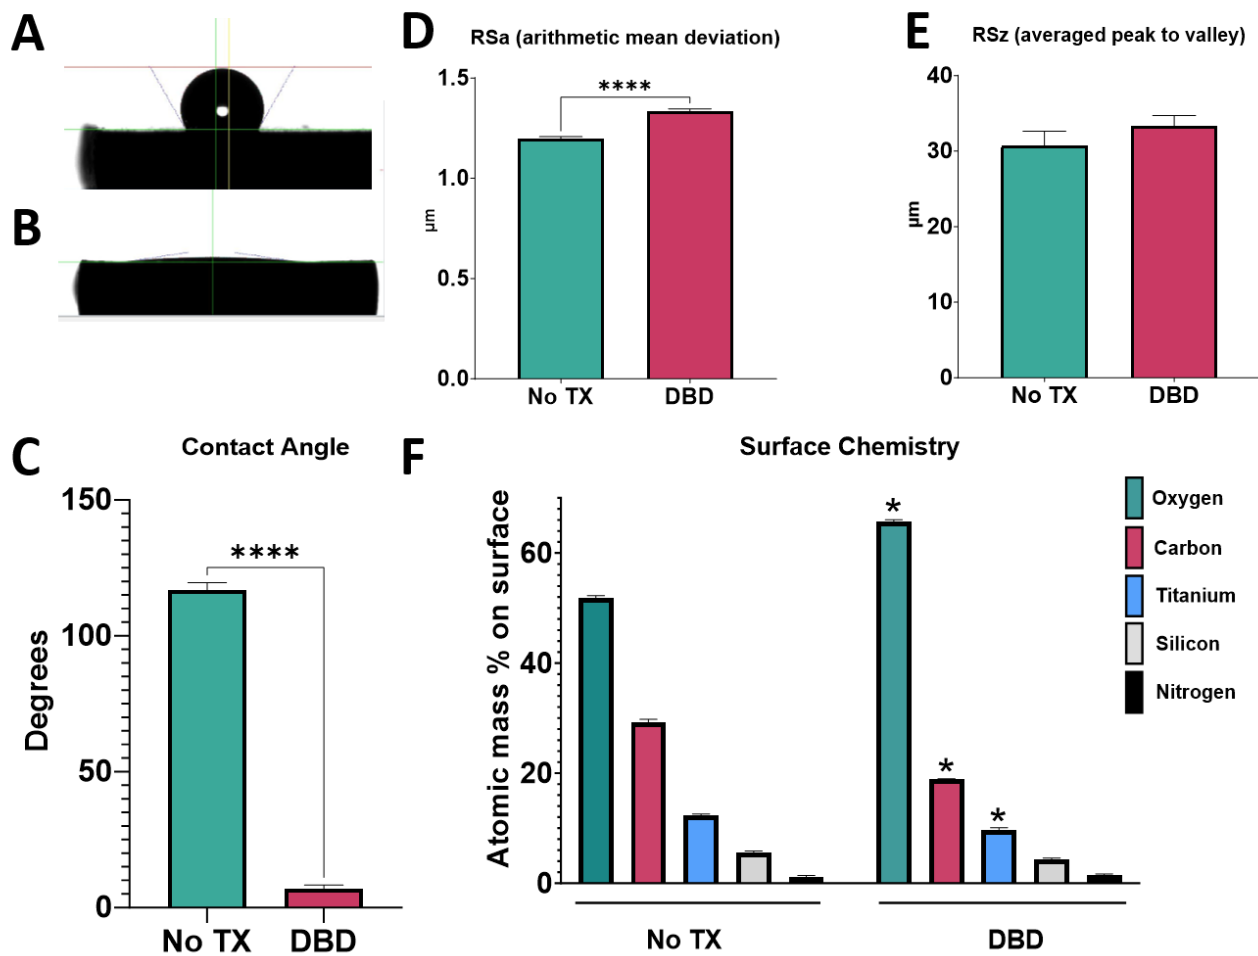 A
B
D
RSa (arithmetic mean deviation)
1.5
1.0
0.5
0.0
µm
****
No TX
DBD
E
RSz (averaged peak to valley)
40
30
20
10
0
µm
No TX
DBD
C
Contact Angle
150
100
50
0
Degrees
****
No TX
DBD
F
Surface Chemistry
60
40
20
0
Atomic mass % on surface
*
*
*
No TX
DBD
Oxygen
Carbon
Titanium
Silicon
Nitrogen